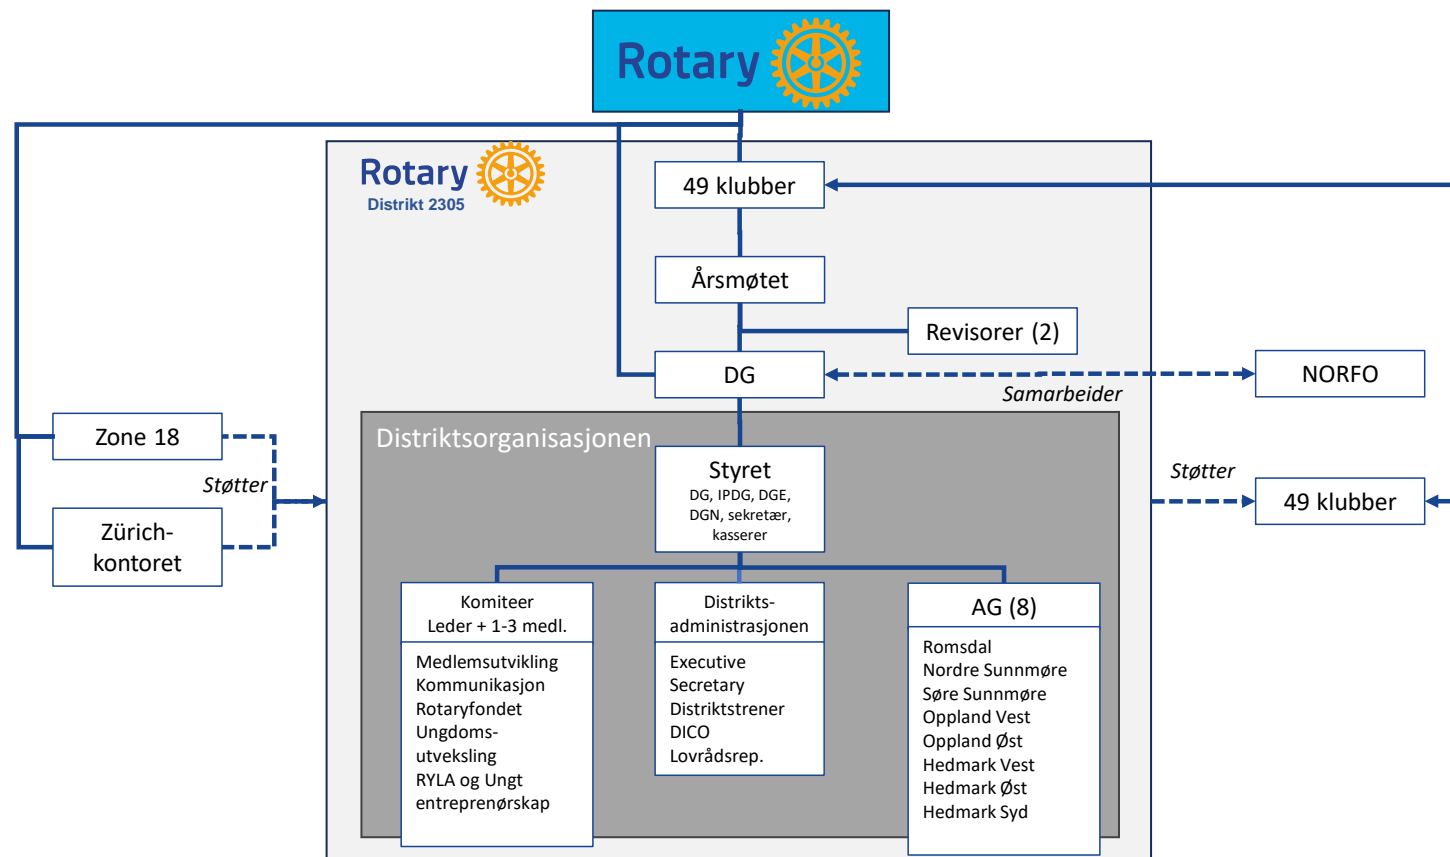 Rotary
Rotary
Distrikt 2305
49 klubber
Årsmøtet
Revisorer (2)
DG
NORFO
Samarbeider
Zone 18
Støtter
Zürich-
kontoret
Distriktsorganisasjonen
Styret
DG, IPDG, DGE,
DGN, sekretær,
kasserer
Støtter
49 klubber
Komiteer
Leder + 1-3 medl.
Medlemsutvikling
Kommunikasjon
Rotaryfondet
Ungdoms-
utveksling
RYLA og Ungt
entreprenørskap
Distrikts-
administrasjonen
Executive
Secretary
Distriktstrener
DICO
Lovrådsrep.
AG (8)
Romsdal
Nordre Sunnmøre
Søre Sunnmøre
Oppland Vest
Oppland Øst
Hedmark Vest
Hedmark Øst
Hedmark Syd